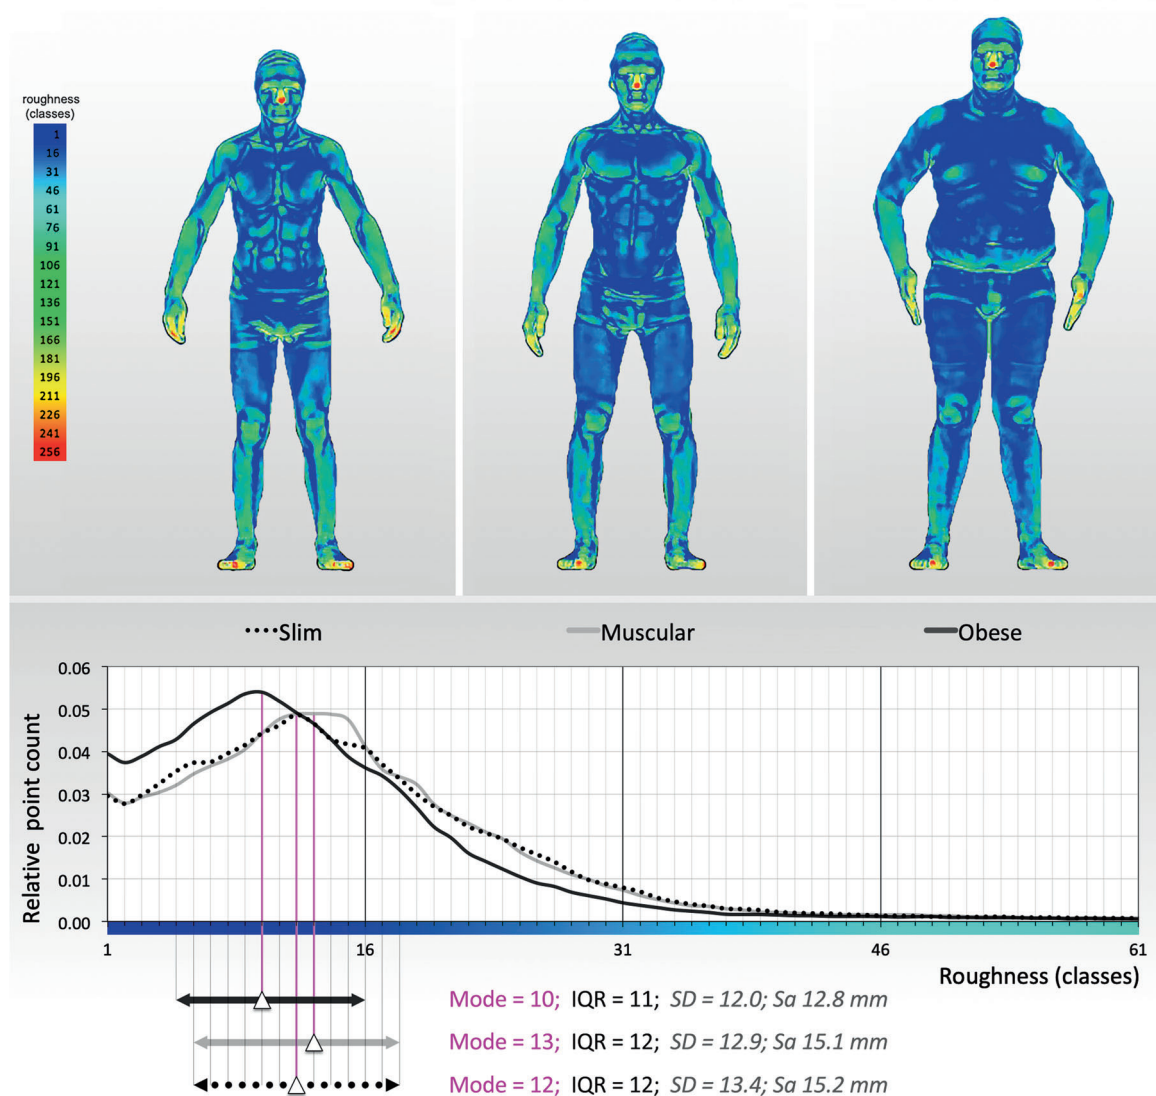 roughness
(classes)
1
16
31
46
61
76
91
106
121
136
151
166
181
196
211
226
241
256
Slim Muscular Obese
Relative point count
0.06
0.05
0.04
0.03
0.02
0.01
0.00
1 16 31 46 61
Roughness (classes)
Mode = 10; IQR = 11; SD = 12.0; Sa 12.8 mm
Mode = 13; IQR = 12; SD = 12.9; Sa 15.1 mm
Mode = 12; IQR = 12; SD = 13.4; Sa 15.2 mm